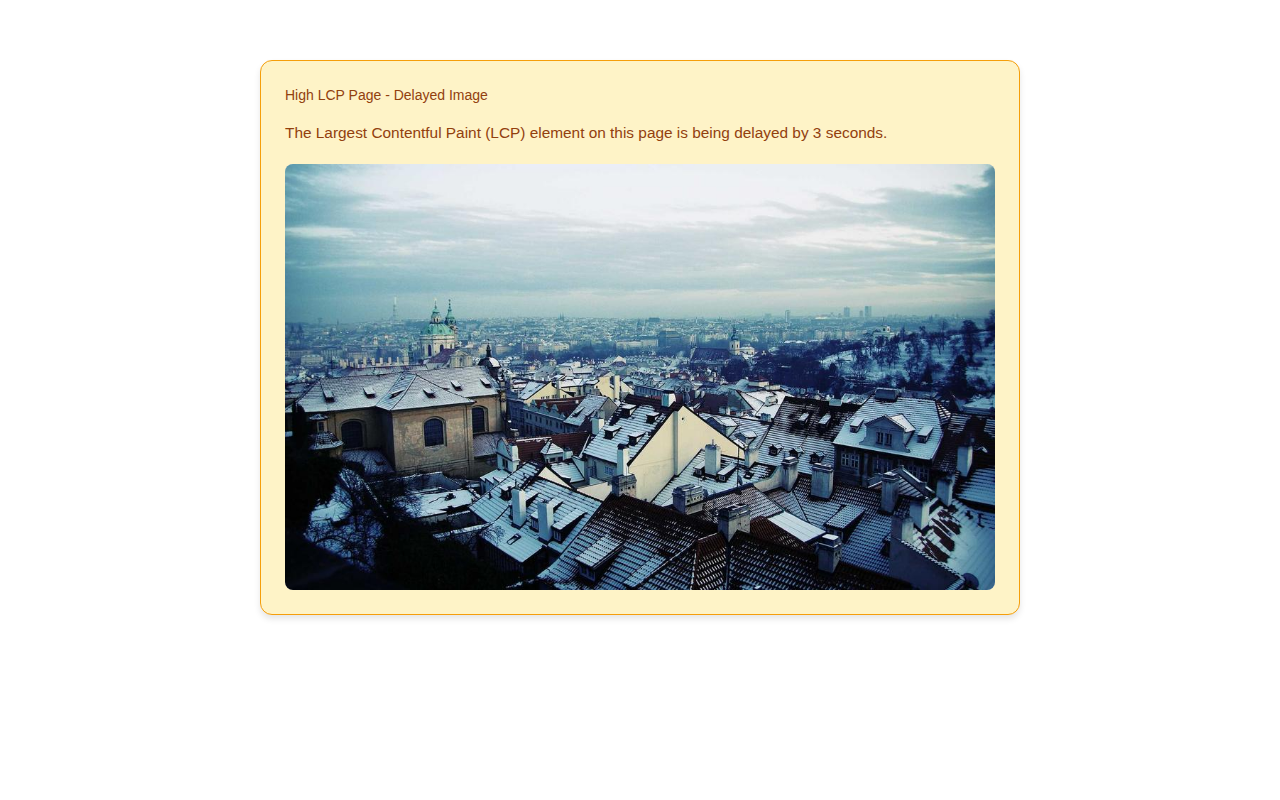 High LCP Page - Delayed Image
The Largest Contentful Paint (LCP) element on this page is being delayed by 3 seconds.